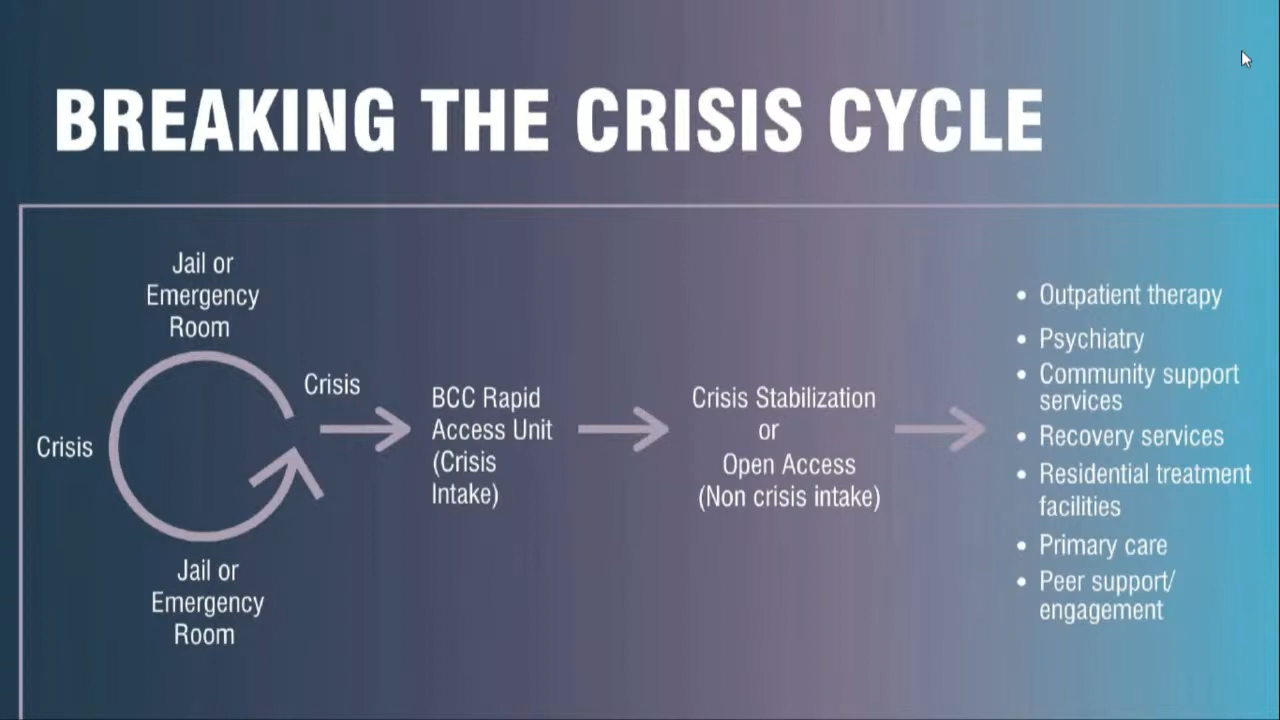 BREAKING THE CRISIS CYCLE
Jail or
Emergency
Room
Crisis
Crisis
Jail or
Emergency
Room
BCC Rapid
Access Unit
(Crisis
Intake)
Crisis Stabilization
or
Open Access
(Non crisis intake)
• Outpatient therapy
• Psychiatry
• Community support
services
• Recovery services
• Residential treatment
facilities
• Primary care
• Peer support/
engagement